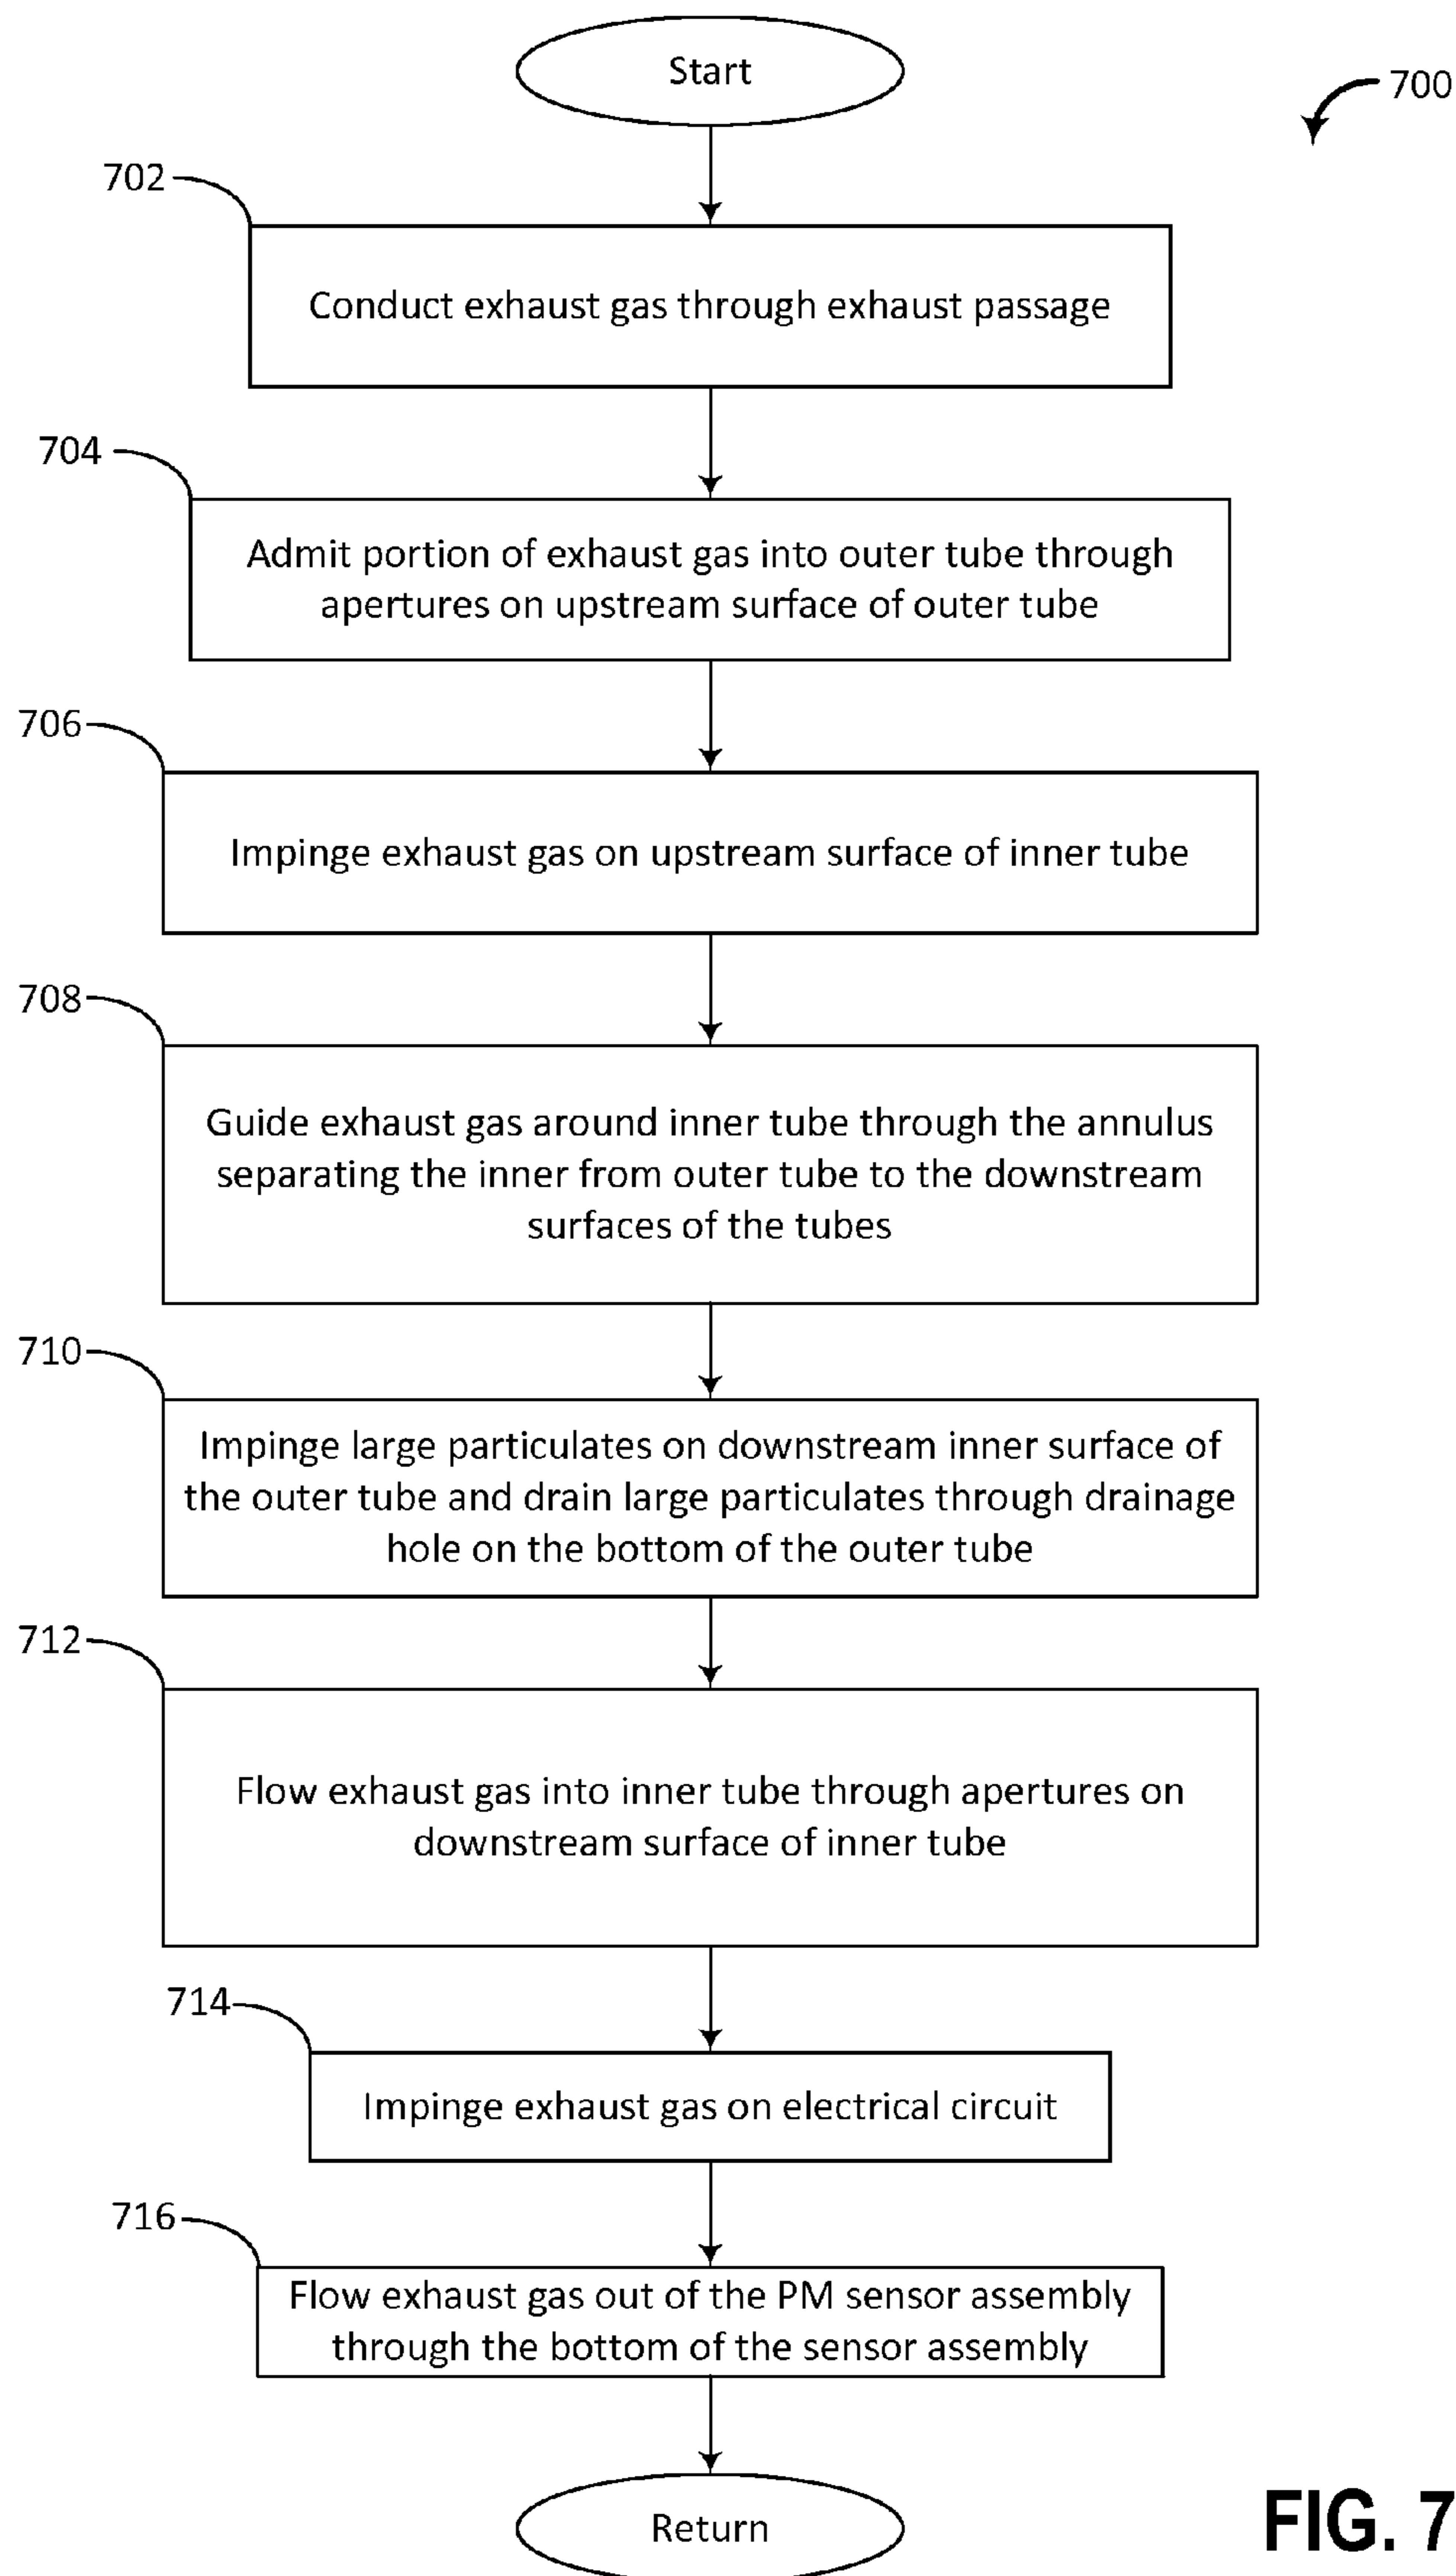 Start
700
702
Conduct exhaust gas through exhaust passage
704
Admit portion of exhaust gas into outer tube through
apertures on upstream surface of outer tube
706
Impinge exhaust gas on upstream surface of inner tube
708
Guide exhaust gas around inner tube through the annulus
separating the inner from outer tube to the downstream
surfaces of the tubes
710
Impinge large particulates on downstream inner surface of
the outer tube and drain large particulates through drainage
hole on the bottom of the outer tube
712
Flow exhaust gas into inner tube through apertures on
downstream surface of inner tube
714
Impinge exhaust gas on electrical circuit
716
Flow exhaust gas out of the PM sensor assembly
through the bottom of the sensor assembly
Return
FIG. 7